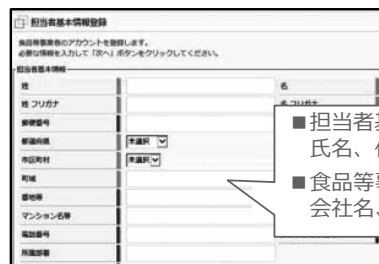 担当者基本情報登録
食品等事業者のアカウントを登録します。
必要な情報を入力して「次へ」ボタンをクリックしてください。
担当者基本情報
姓
名
姓 フリガナ
名 フリガナ
郵便番号
都道府県
未選択
市区町村
未選択
町域
番地等
マンション名等
電話番号
所属部署
■担当者基
氏名、
■食品等事
会社名、